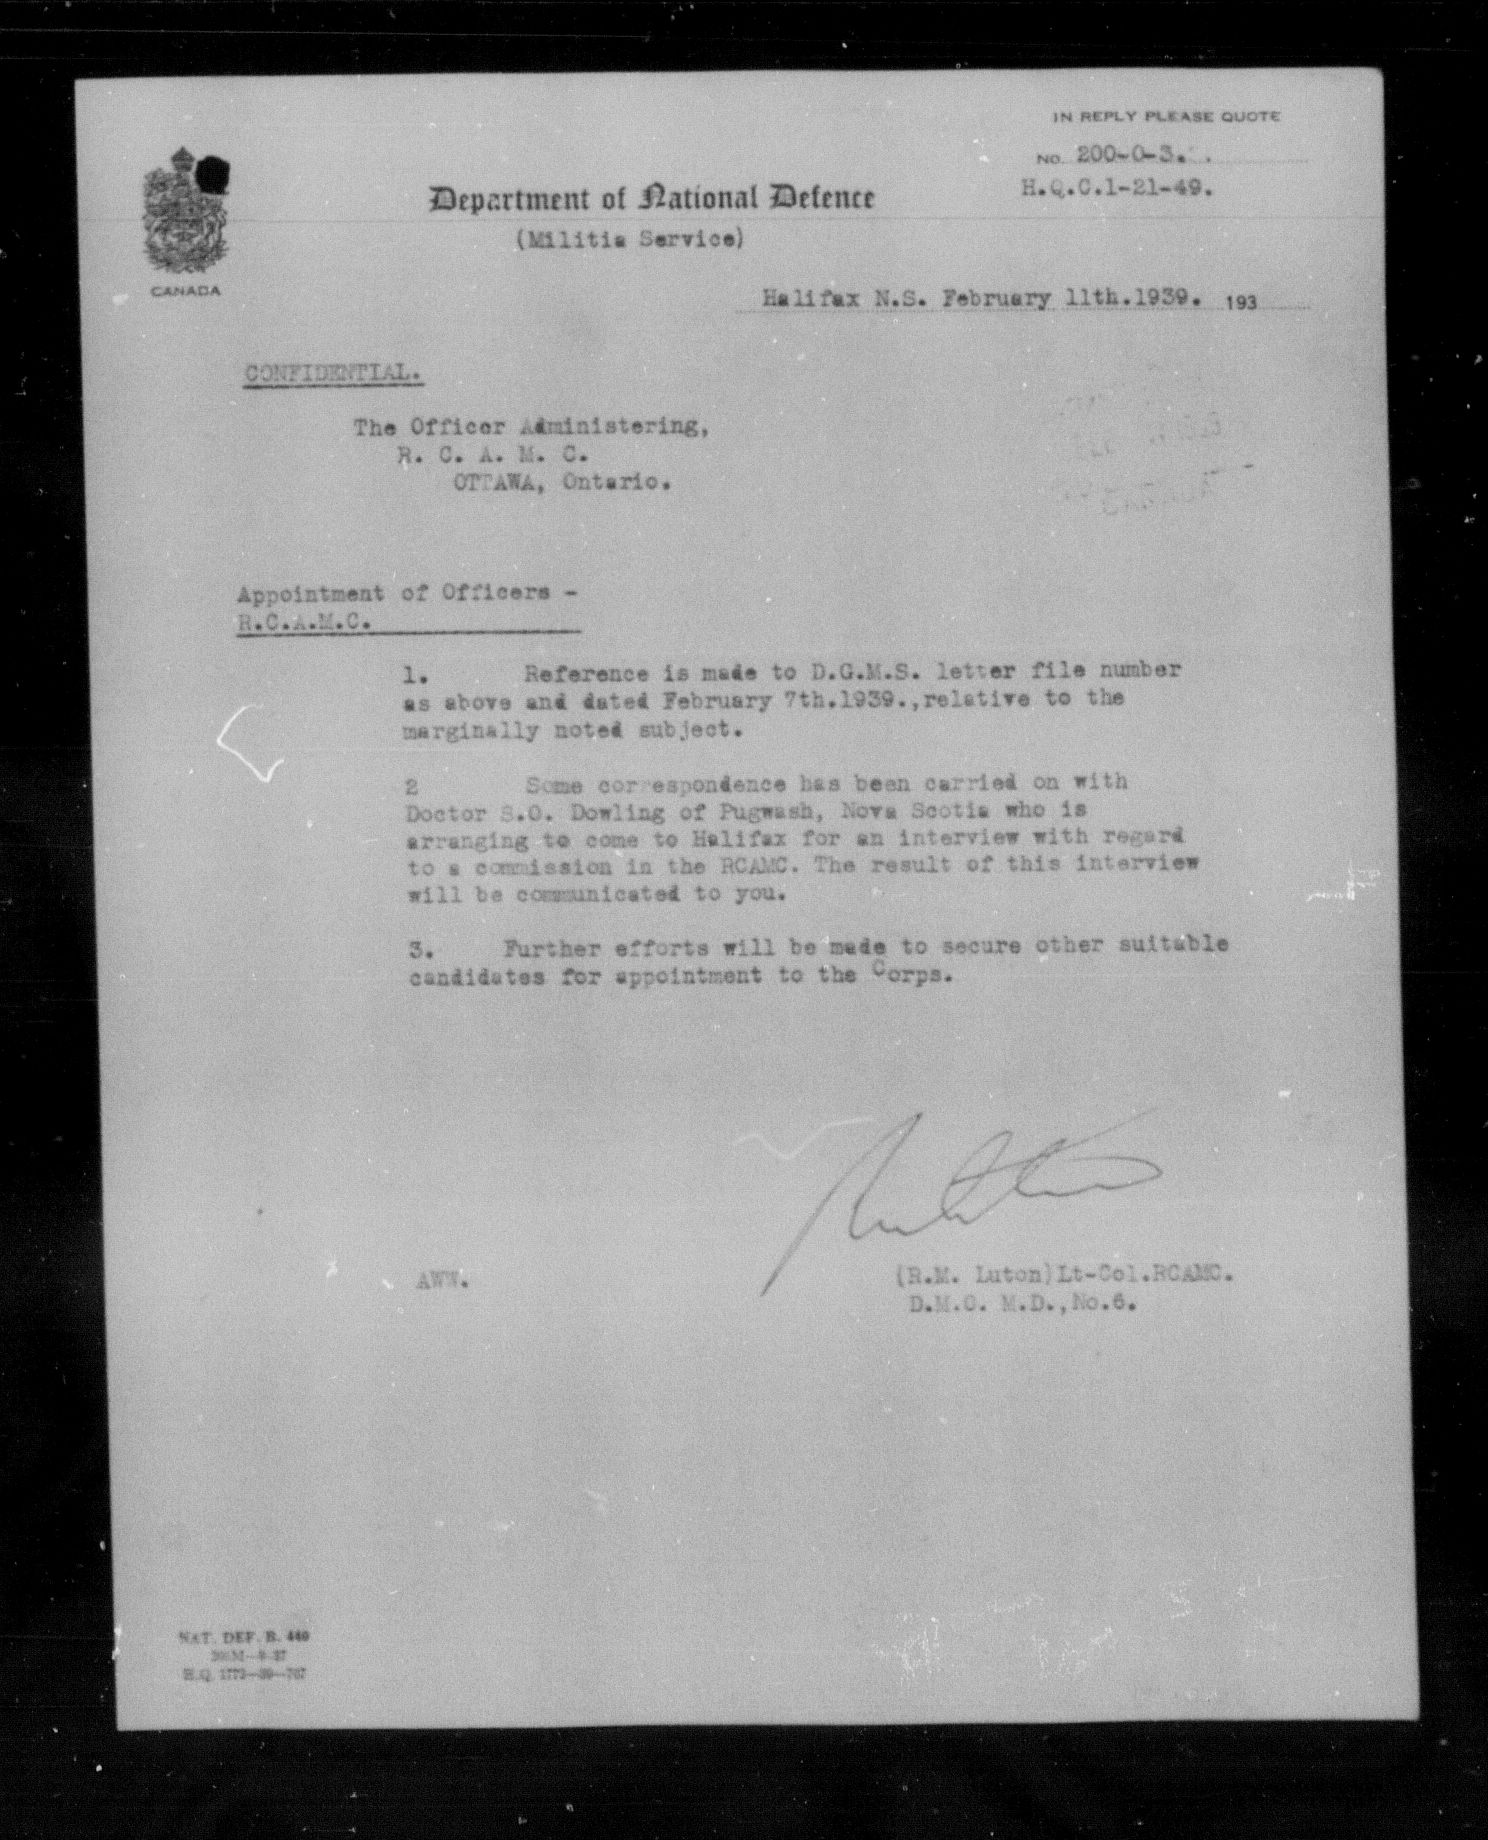 IN REPLY PLEASE QUOTE
No. 200-0-3.
H.Q.C.1-21-49.
Department of National Defence
(Militia Service)
CANADA
Halifax N.S. February 11th.1939. 193
CONFIDENTIAL.
The Officer Administering,
R. C. A. M. C.
OTTAWA, Ontario.
Appointment of Officers -
R.C.A.M.C.
1. Reference is made to D.G.M.S. letter file number
as above and dated February 7th.1939.,relative to the
marginally noted subject.
2 Some correspondence has been carried on with
Doctor S.O. Dowling of Pugwash, Nova Scotia who is
arranging to come to Halifax for an interview with regard
to a commission in the RCAMC. The result of this interview
will be communicated to you.
3. Further efforts will be made to secure other suitable
candidates for appointment to the Corps.
AWW.
(R.M. Luton)Lt-Col.RCAMC.
D.M.O. M.D.,No.6.
NAT. DEF. B. 440
H.Q. 1772-39-767